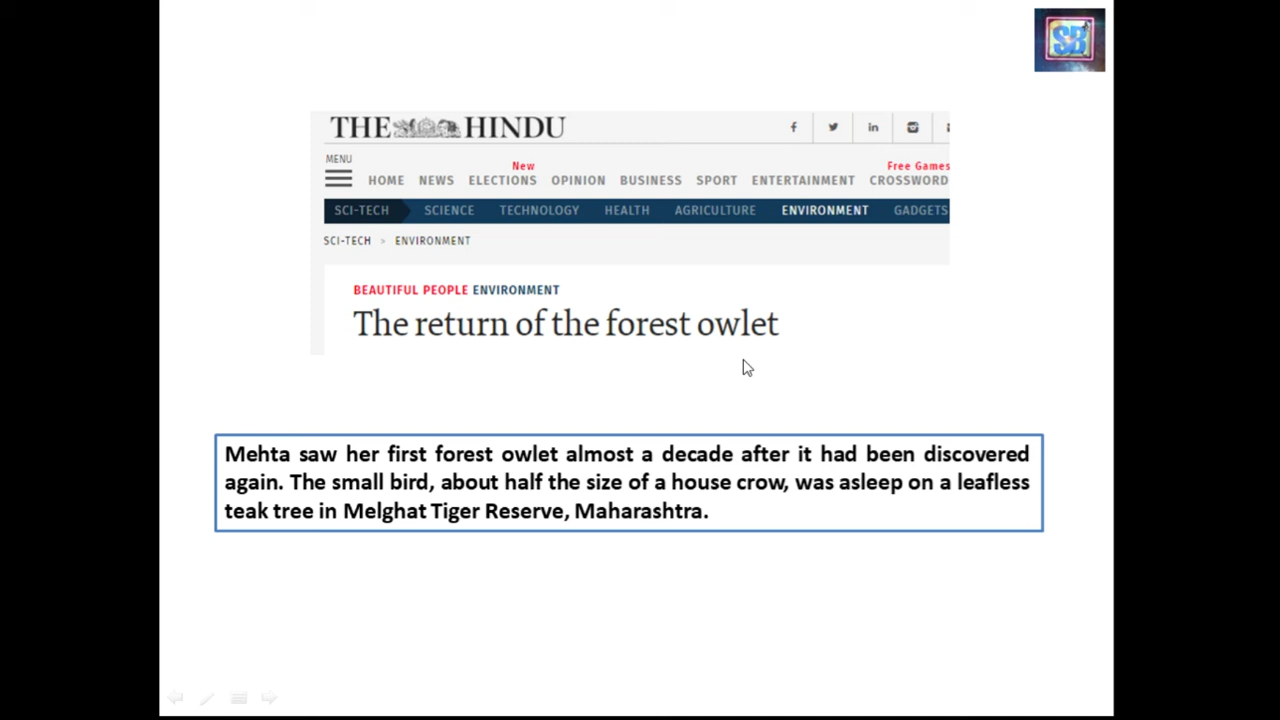 SB
THE HINDU
MENU
New
Free Games
HOME NEWS ELECTIONS OPINION BUSINESS SPORT ENTERTAINMENT CROSSWORD
SCI-TECH SCIENCE TECHNOLOGY HEALTH AGRICULTURE ENVIRONMENT GADGETS
SCI-TECH > ENVIRONMENT
BEAUTIFUL PEOPLE ENVIRONMENT
The return of the forest owlet
Mehta saw her first forest owlet almost a decade after it had been discovered
again. The small bird, about half the size of a house crow, was asleep on a leafless
teak tree in Melghat Tiger Reserve, Maharashtra.